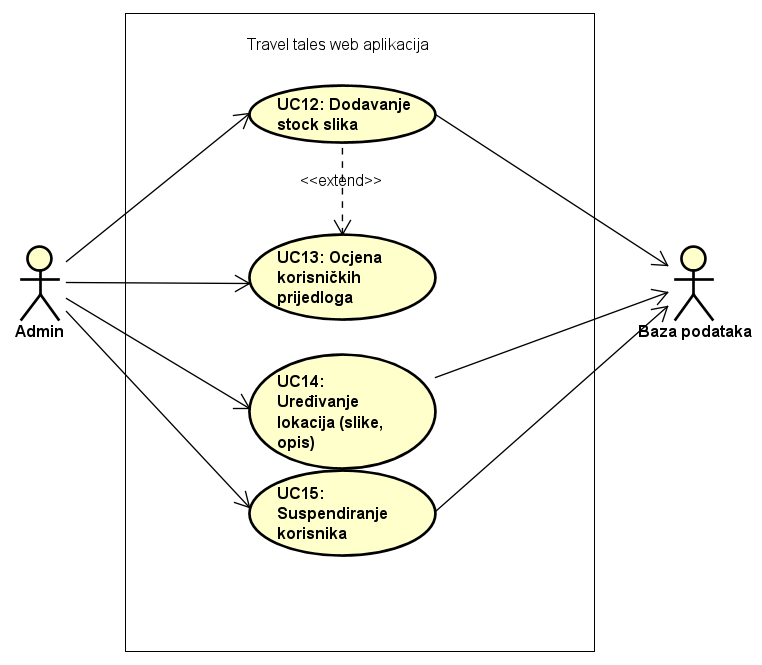 Travel tales web aplikacija
UC12: Dodavanje
stock slika
<<extend>>
UC13: Ocjena
korisničkih
prijedloga
Admin
Baza podataka
UC14:
Uređivanje
lokacija (slike,
opis)
UC15:
Suspendiranje
korisnika